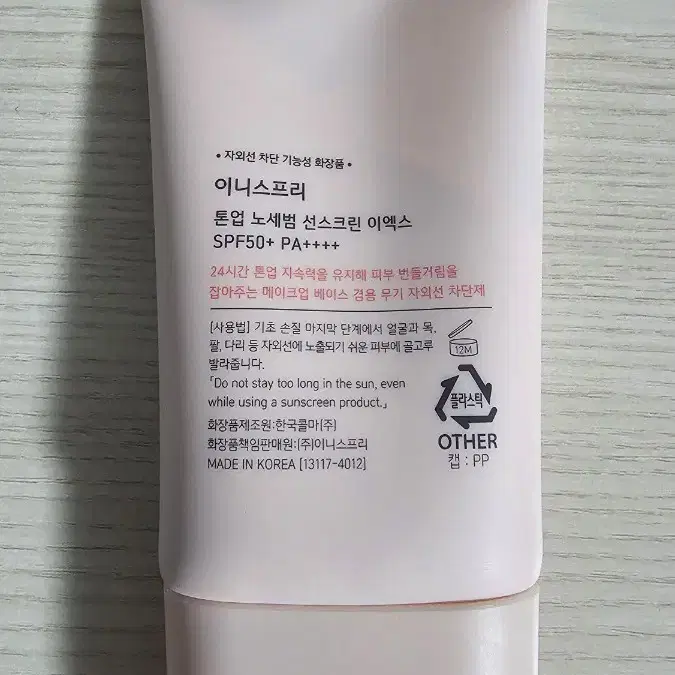 • 자외선 차단 기능성 화장품 •
이니스프리
톤업 노세범 선스크린 이엑스
SPF50+ PA++++
24시간 톤업 지속력을 유지해 피부 번들거림을
잡아주는 메이크업 베이스 겸용 무기 자외선 차단제
[사용법] 기초 손질 마지막 단계에서 얼굴과 목,
팔, 다리 등 자외선에 노출되기 쉬운 피부에 골고루
발라줍니다.
「Do not stay too long in the sun, even
while using a sunscreen product.」
화장품제조원:한국콜마(주)
화장품책임판매원:(주)이니스프리
MADE IN KOREA [13117-4012]
12M
플라스틱
OTHER
캡 : PP